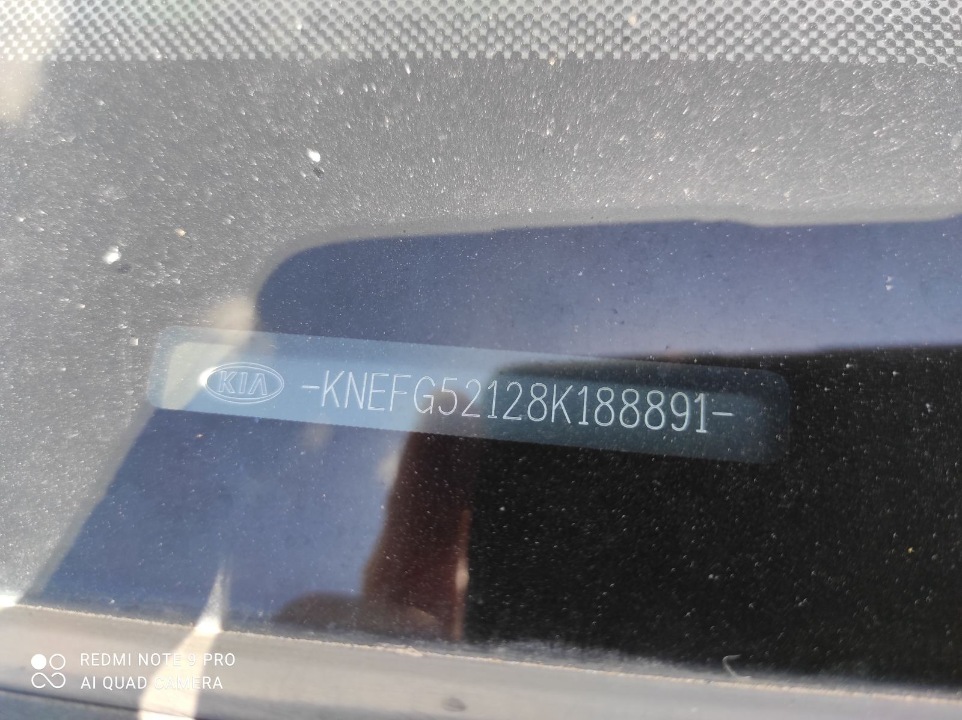 KIA -KNEFG52128K188891-
REDMI NOTE 9 PRO
AI QUAD CAMERA